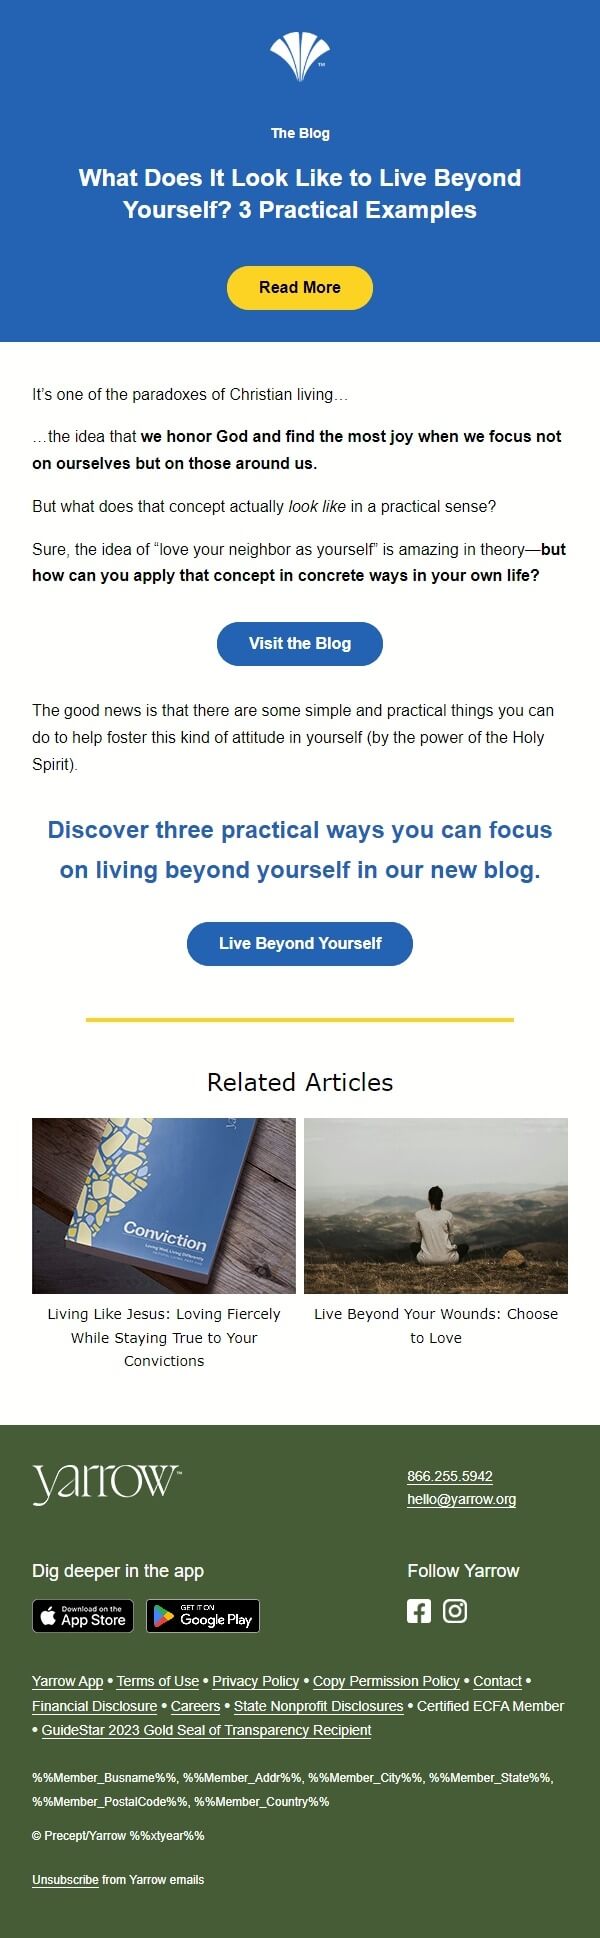 ™
The Blog
What Does It Look Like to Live Beyond
Yourself? 3 Practical Examples
Read More
It’s one of the paradoxes of Christian living…
…the idea that we honor God and find the most joy when we focus not
on ourselves but on those around us.
But what does that concept actually look like in a practical sense?
Sure, the idea of “love your neighbor as yourself” is amazing in theory—but
how can you apply that concept in concrete ways in your own life?
Visit the Blog
The good news is that there are some simple and practical things you can
do to help foster this kind of attitude in yourself (by the power of the Holy
Spirit).
Discover three practical ways you can focus
on living beyond yourself in our new blog.
Live Beyond Yourself
Related Articles
Conviction
Loving Well, Living Differently
Living Like Jesus: Loving Fiercely
While Staying True to Your
Convictions
Live Beyond Your Wounds: Choose
to Love
yarrow™
866.255.5942
hello@yarrow.org
Dig deeper in the app
Follow Yarrow
Download on the
App Store
GET IT ON
Google Play
Yarrow App • Terms of Use • Privacy Policy • Copy Permission Policy • Contact •
Financial Disclosure • Careers • State Nonprofit Disclosures • Certified ECFA Member
• GuideStar 2023 Gold Seal of Transparency Recipient
%%Member_Busname%%, %%Member_Addr%%, %%Member_City%%, %%Member_State%%,
%%Member_PostalCode%%, %%Member_Country%%
© Precept/Yarrow %%xtyear%%
Unsubscribe from Yarrow emails